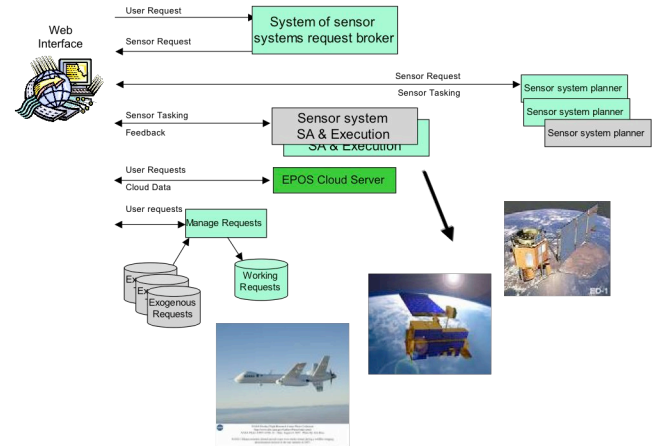 User Request
System of sensor
systems request broker
Web
Interface
Sensor Request
Sensor Request
Sensor Tasking
Sensor system planner
Sensor system planner
Sensor system planner
Sensor Tasking
Feedback
Sensor system
SA & Execution
SA & Execution
User Requests
Cloud Data
EPOS Cloud Server
User requests
Manage Requests
Ex
Ex
Exogenous
Requests
Working
Requests